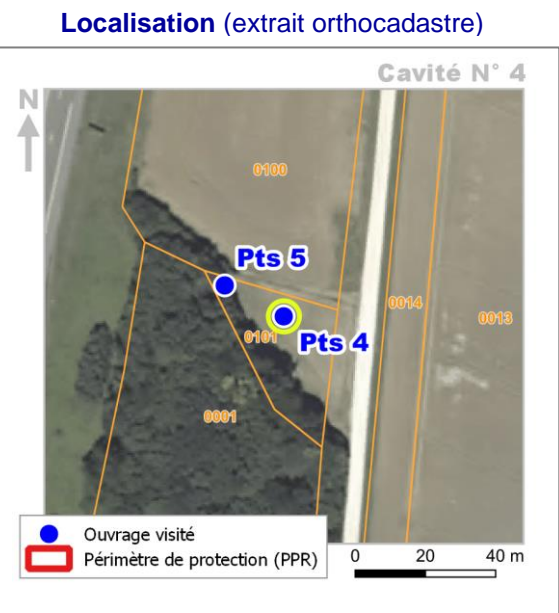 Localisation (extrait orthocadastre)
Cavité N° 4
N
0100
Pts 5
0014
0013
Pts 4
0101
0001
Ouvrage visité
Périmètre de protection (PPR)
0 20 40 m